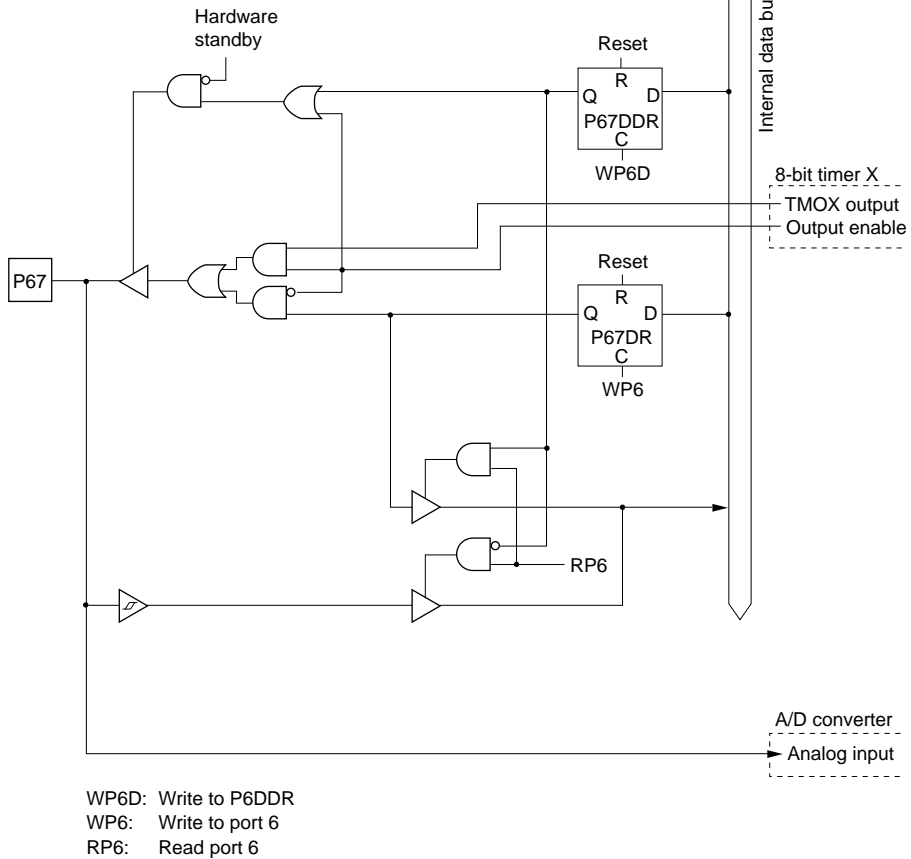 Hardware
standby
Reset
R
Q D
P67DDR
C
WP6D
Internal data bu
8-bit timer X
TMOX output
Output enable
P67
Reset
R
Q D
P67DR
C
WP6
RP6
A/D converter
Analog input
WP6D: Write to P6DDR
WP6: Write to port 6
RP6: Read port 6